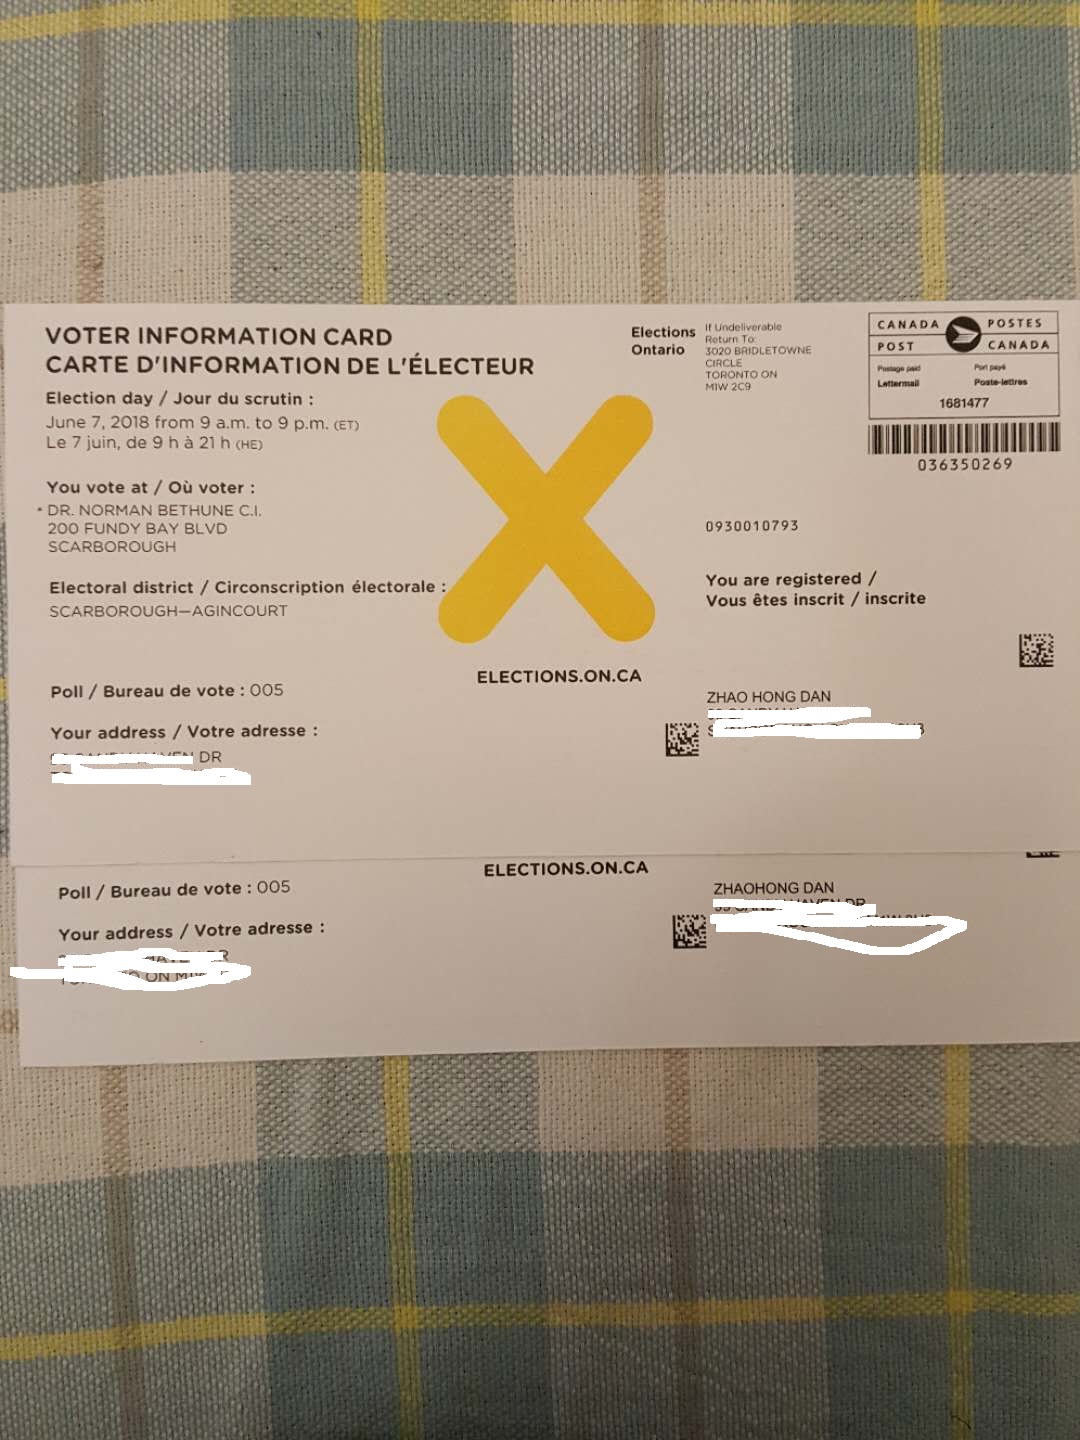 VOTER INFORMATION CARD
CARTE D'INFORMATION DE L'ÉLECTEUR
Election day / Jour du scrutin :
June 7, 2018 from 9 a.m. to 9 p.m. (ET)
Le 7 juin, de 9 h à 21 h (HE)
You vote at / Où voter :
• DR. NORMAN BETHUNE C.I.
200 FUNDY BAY BLVD
SCARBOROUGH
Electoral district / Circonscription électorale :
SCARBOROUGH—AGINCOURT
Poll / Bureau de vote : 005
Your address / Votre adresse :
DR
ELECTIONS.ON.CA
Elections
Ontario
If Undeliverable
Return To:
3020 BRIDLETOWNE
CIRCLE
TORONTO ON
M1W 2C9
CANADA POSTES
POST CANADA
Postage paid Port payé
Lettermail Poste-lettres
1681477
036350269
0930010793
You are registered /
Vous êtes inscrit / inscrite
ZHAO HONG DAN
ELECTIONS.ON.CA
Poll / Bureau de vote : 005
Your address / Votre adresse :
ON
ZHAOHONG DAN
DR